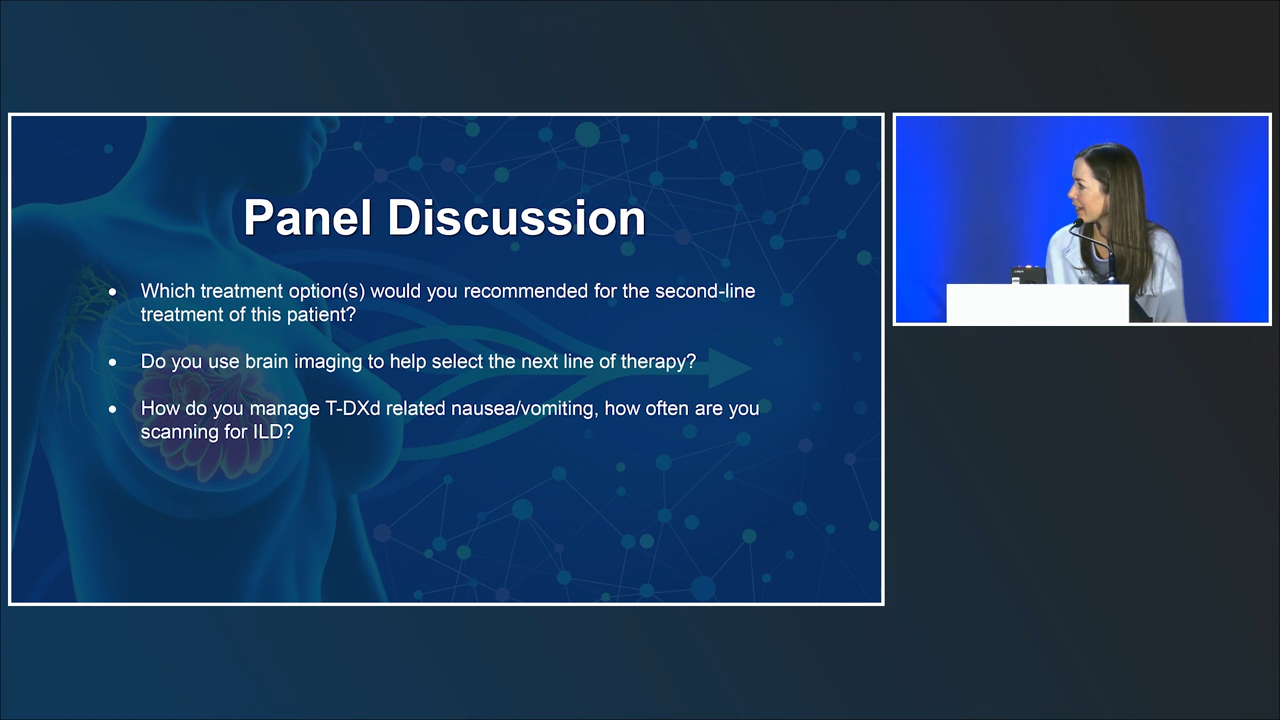 Panel Discussion
• Which treatment option(s) would you recommended for the second-line
treatment of this patient?
• Do you use brain imaging to help select the next line of therapy?
• How do you manage T-DXd related nausea/vomiting, how often are you
scanning for ILD?